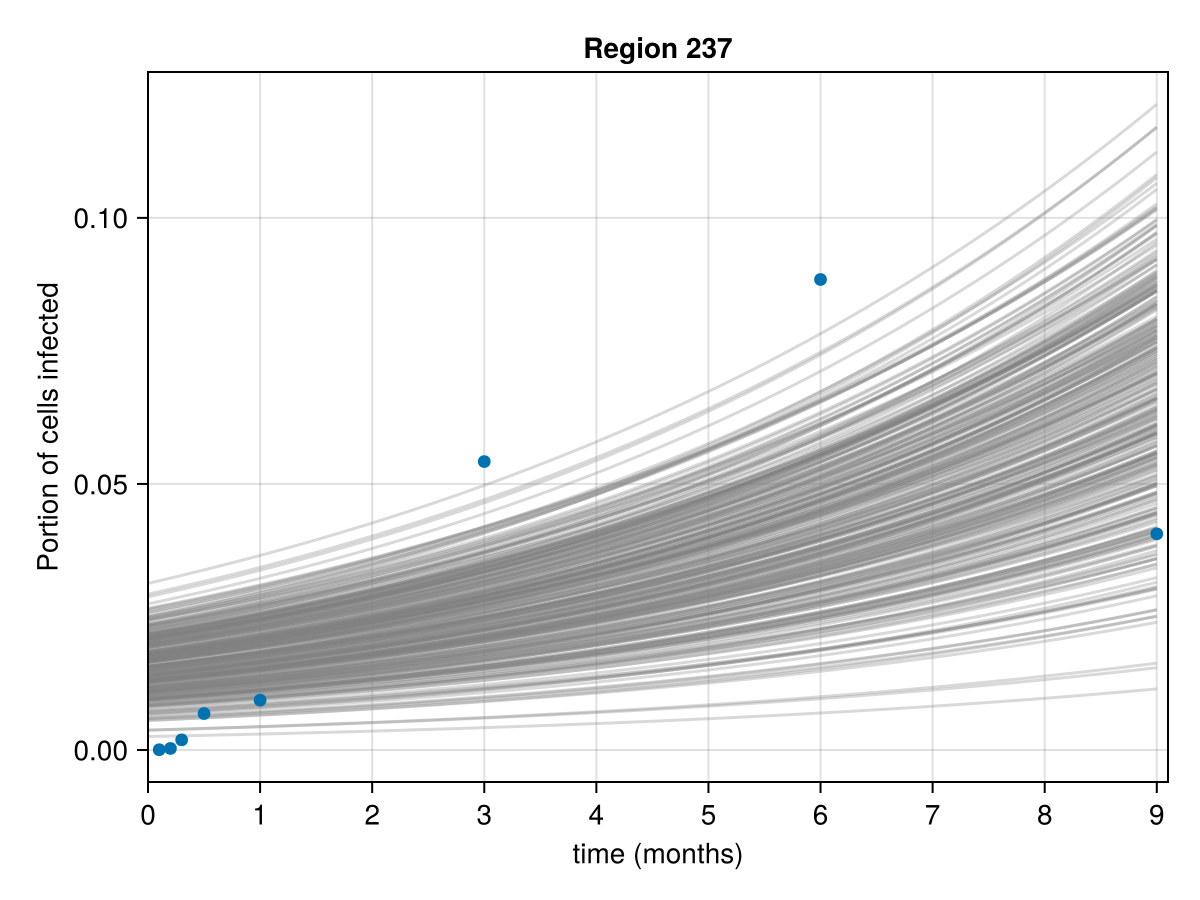 Region 237
Portion of cells infected
0.10
0.05
0.00
0 1 2 3 4 5 6 7 8 9
time (months)